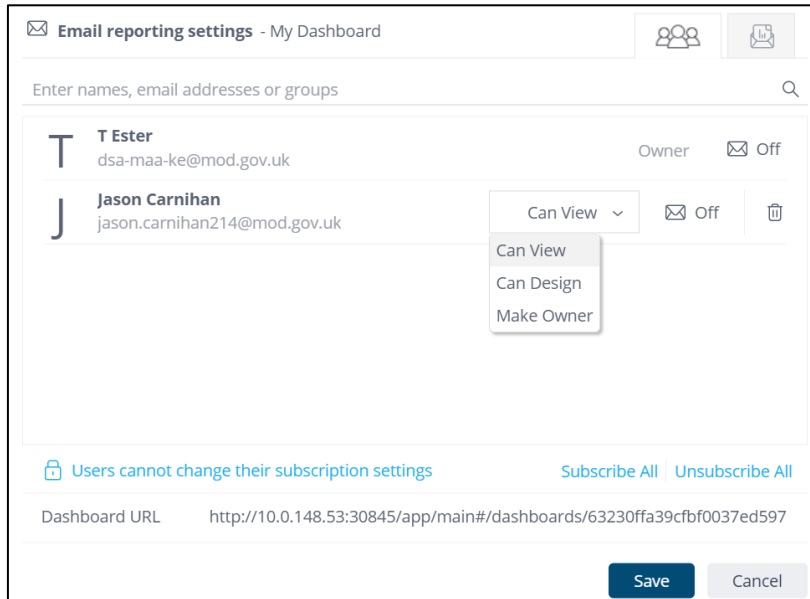 Email reporting settings - My Dashboard
Enter names, email addresses or groups
T T Ester
dsa-maa-ke@mod.gov.uk
Owner Off
J Jason Carnihan
jason.carnihan214@mod.gov.uk
Can View Off
Can View
Can Design
Make Owner
Users cannot change their subscription settings Subscribe All Unsubscribe All
Dashboard URL http://10.0.148.53:30845/app/main#/dashboards/63230ffa39cfbf0037ed597
Save Cancel